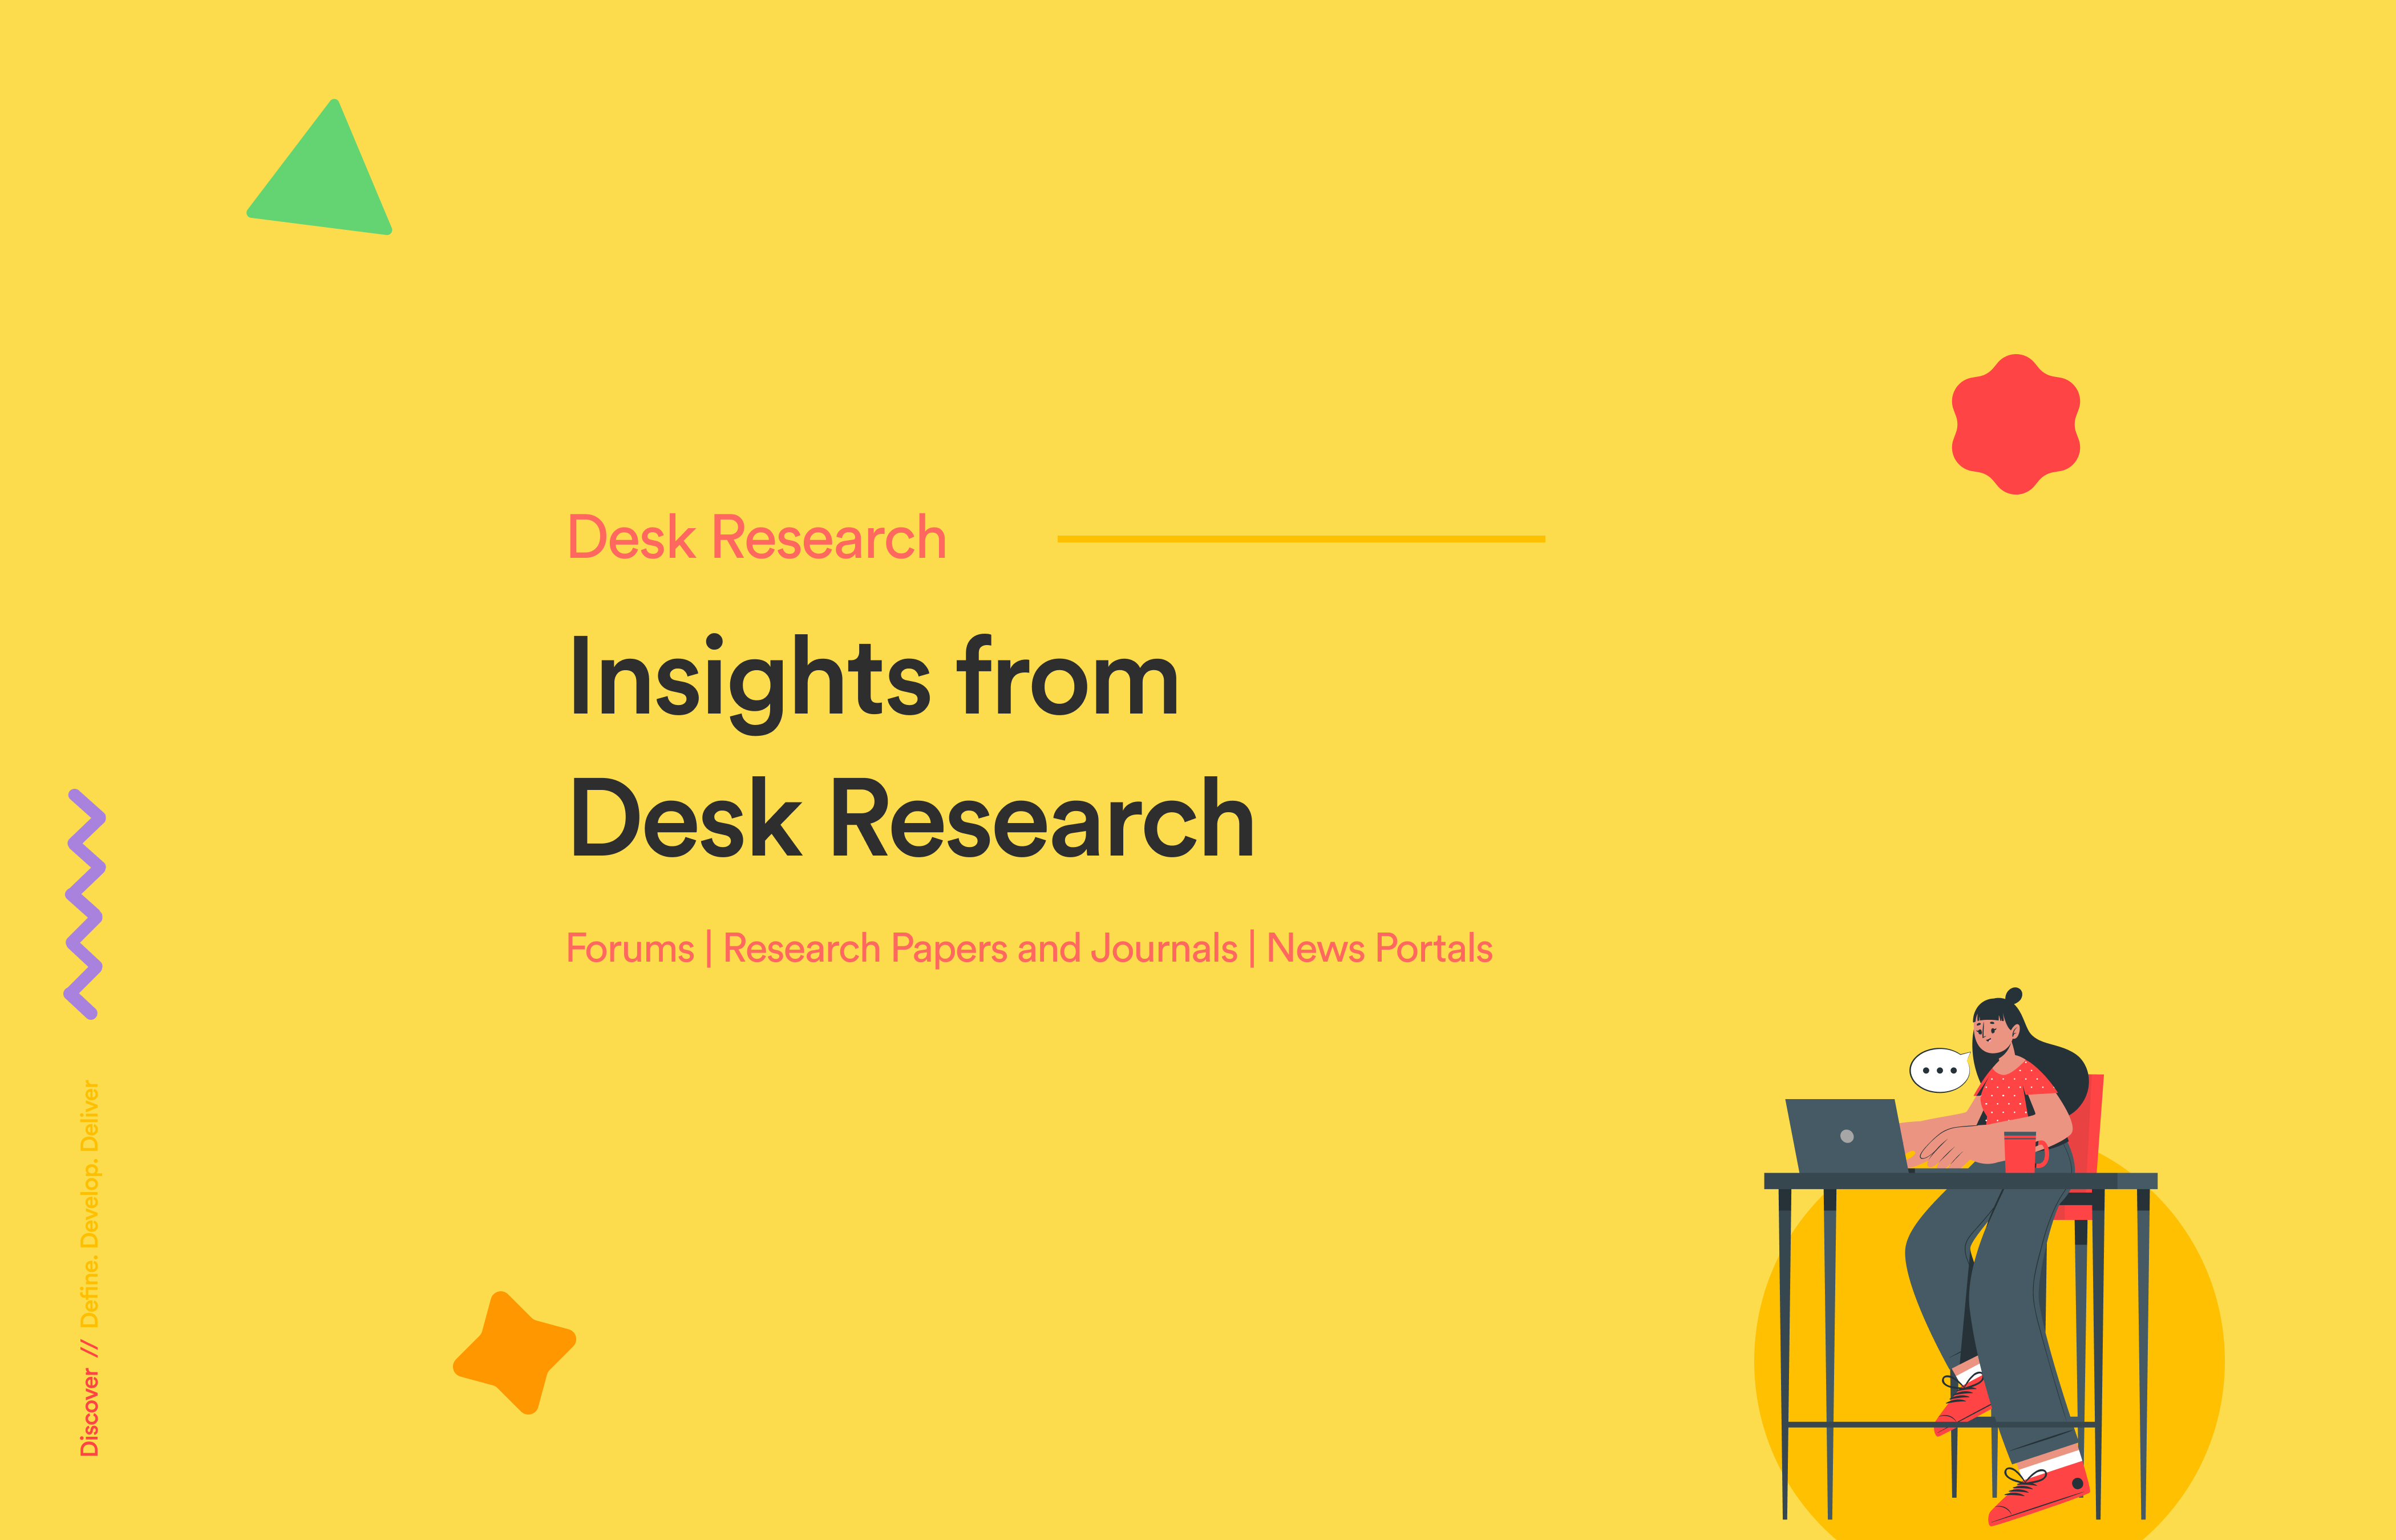 Desk Research
Insights from
Desk Research
Forums | Research Papers and Journals | News Portals
Discover // Define. Develop. Deliver